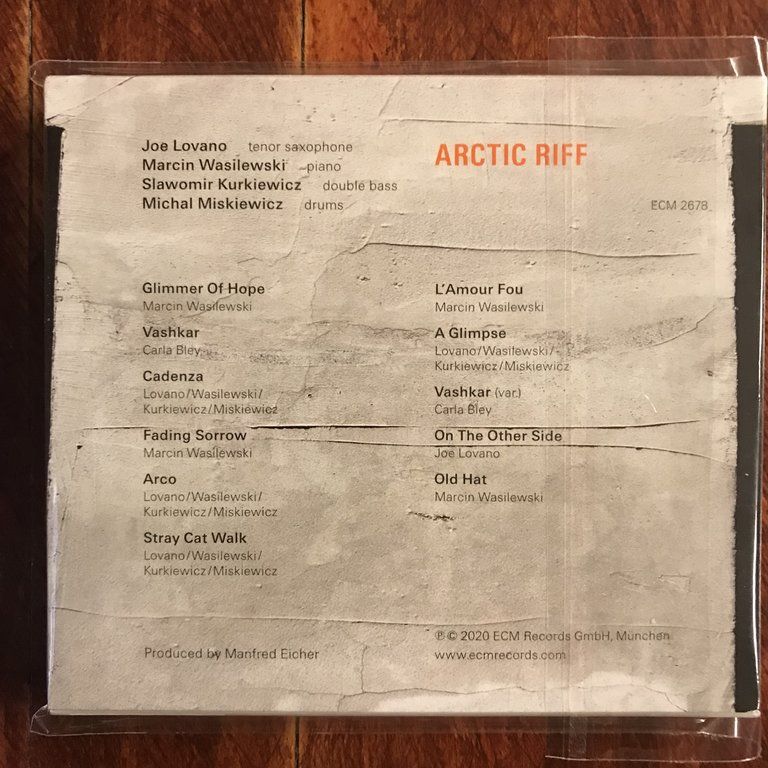 Joe Lovano tenor saxophone
Marcin Wasilewski piano
Slawomir Kurkiewicz double bass
Michal Miskiewicz drums
ARCTIC RIFF
ECM 2678
Glimmer Of Hope
Marcin Wasilewski
Vashkar
Carla Bley
Cadenza
Lovano/Wasilewski/
Kurkiewicz/Miskiewicz
Fading Sorrow
Marcin Wasilewski
Arco
Lovano/Wasilewski/
Kurkiewicz/Miskiewicz
Stray Cat Walk
Lovano/Wasilewski/
Kurkiewicz/Miskiewicz
L'Amour Fou
Marcin Wasilewski
A Glimpse
Lovano/Wasilewski/
Kurkiewicz/Miskiewicz
Vashkar (var.)
Carla Bley
On The Other Side
Joe Lovano
Old Hat
Marcin Wasilewski
Produced by Manfred Eicher
℗© 2020 ECM Records GmbH, München
www.ecmrecords.com